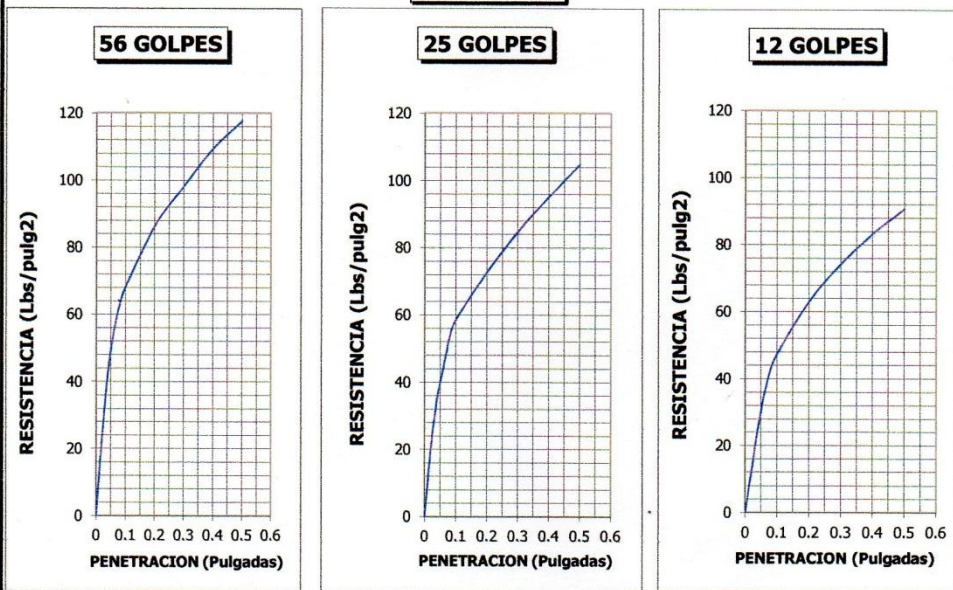 56 GOLPES
RESISTENCIA (Lbs/pulg2)
120
100
80
60
40
20
0
0 0.1 0.2 0.3 0.4 0.5 0.6
PENETRACION (Pulgadas)
25 GOLPES
RESISTENCIA (Lbs/pulg2)
120
100
80
60
40
20
0
0 0.1 0.2 0.3 0.4 0.5 0.6
PENETRACION (Pulgadas)
12 GOLPES
RESISTENCIA (Lbs/pulg2)
120
100
80
60
40
20
0
0 0.1 0.2 0.3 0.4 0.5 0.6
PENETRACION (Pulgadas)